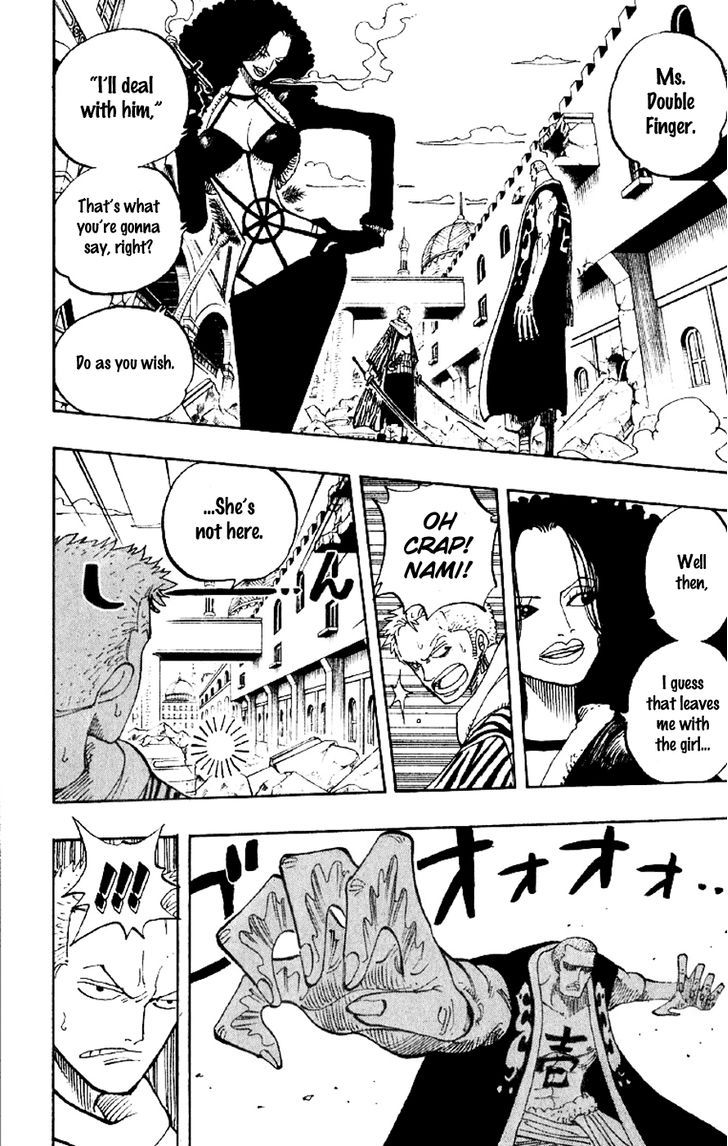 Ms.
Double
Finger.
"I'll deal
with him,"
That's what
you're gonna
say, right?
Do as you wish.
Well
then,
I guess
that leaves
me with
the girl...
OH
CRAP!
NAMI!
...She's
not here.
しーん
!!!
ゴオオオオ..
壱